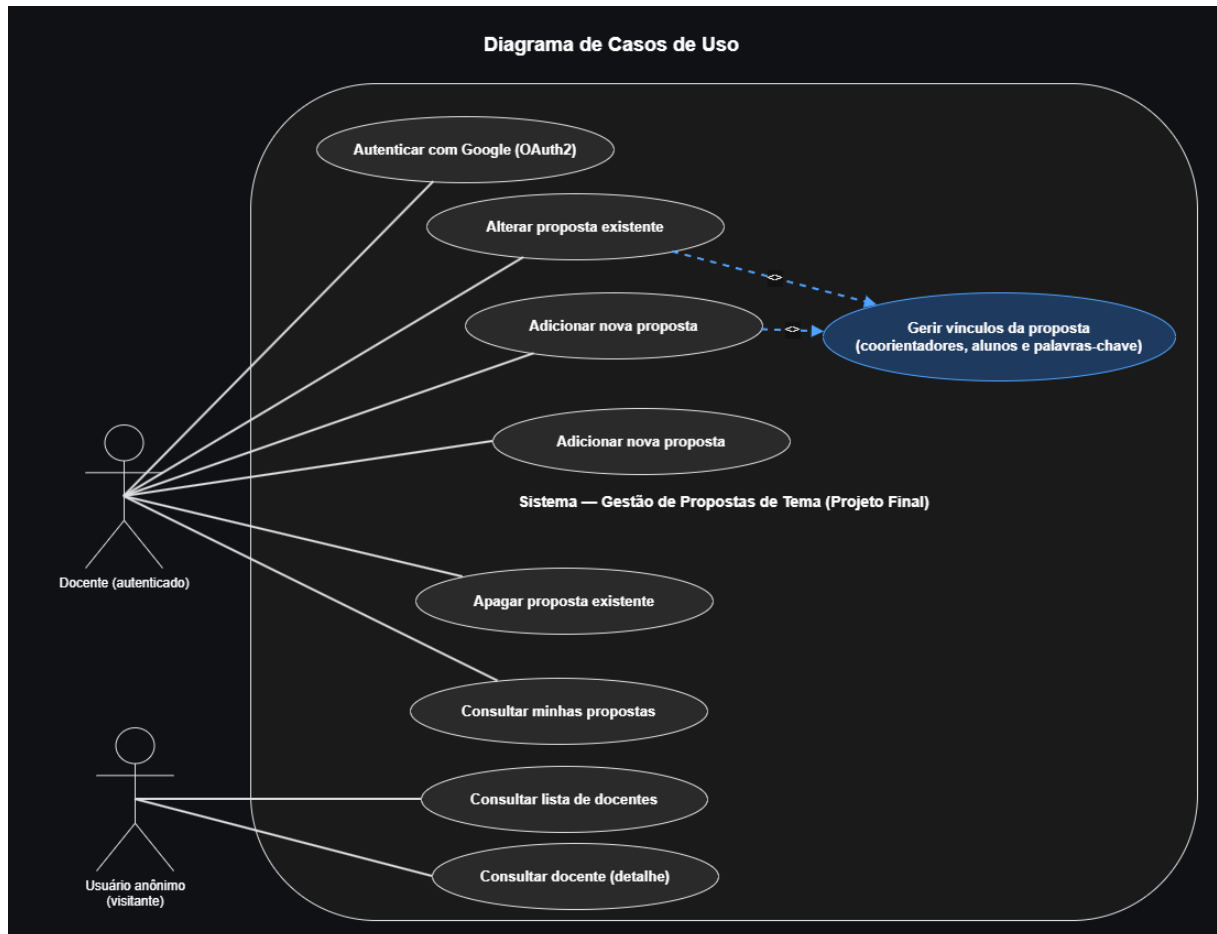 Diagrama de Casos de Uso
Autenticar com Google (OAuth2)
Alterar proposta existente
<>
Adicionar nova proposta
<>
Gerir vínculos da proposta
(coorientadores, alunos e palavras-chave)
Adicionar nova proposta
Sistema — Gestão de Propostas de Tema (Projeto Final)
Docente (autenticado)
Apagar proposta existente
Consultar minhas propostas
Consultar lista de docentes
Consultar docente (detalhe)
Usuário anônimo
(visitante)